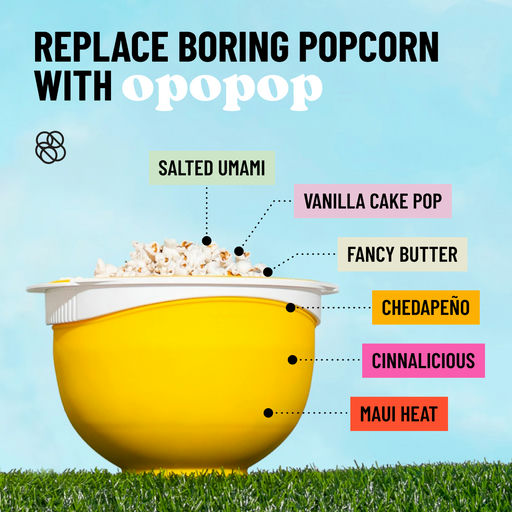 REPLACE BORING POPCORN
WITH opopop
SALTED UMAMI
VANILLA CAKE POP
FANCY BUTTER
CHEDAPEÑO
CINNALICIOUS
MAUI HEAT